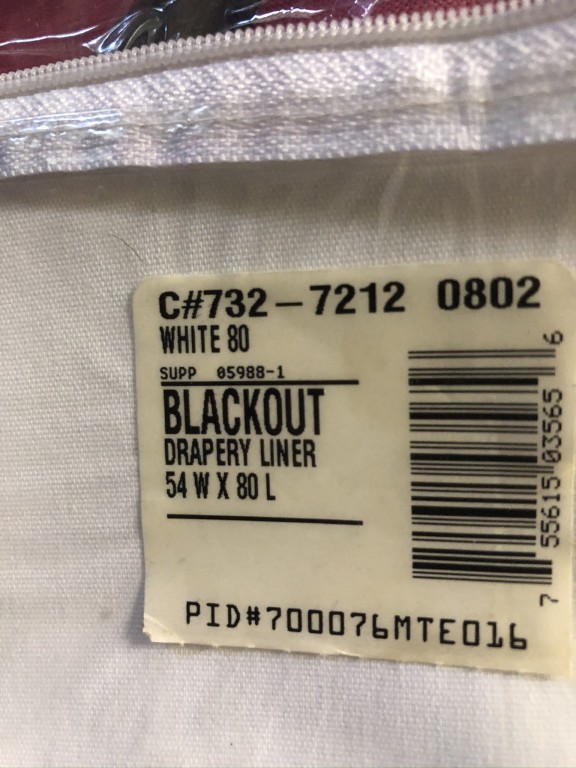 C#732-7212 0802
WHITE 80
SUPP 05988-1
BLACKOUT
DRAPERY LINER
54 W X 80 L
7 55615 03565 6
PID#700076MTE016